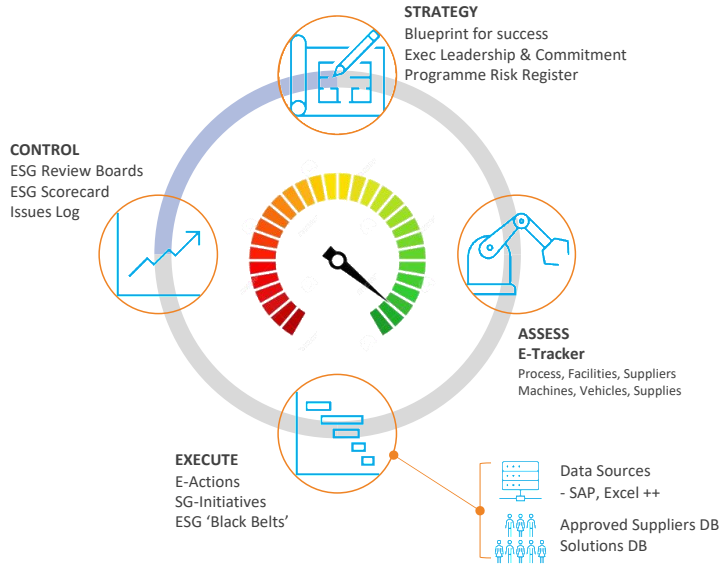 STRATEGY
Blueprint for success
Exec Leadership & Commitment
Programme Risk Register
CONTROL
ESG Review Boards
ESG Scorecard
Issues Log
ASSESS
E-Tracker
Process, Facilities, Suppliers
Machines, Vehicles, Supplies
EXECUTE
E-Actions
SG-Initiatives
ESG ‘Black Belts’
Data Sources
- SAP, Excel ++
Approved Suppliers DB
Solutions DB